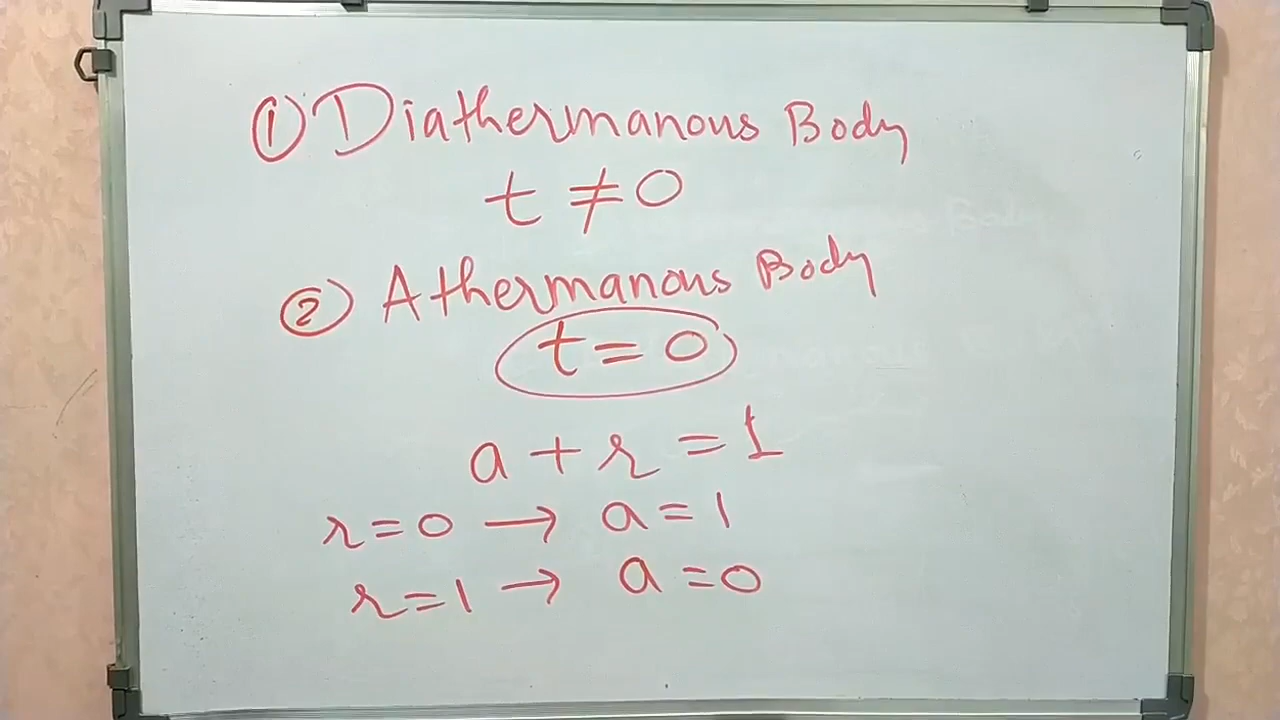 ① Diathermanous Body
t ≠ 0
② Athermanous Body
t = 0
a + r = 1
r = 0 → a = 1
r = 1 → a = 0